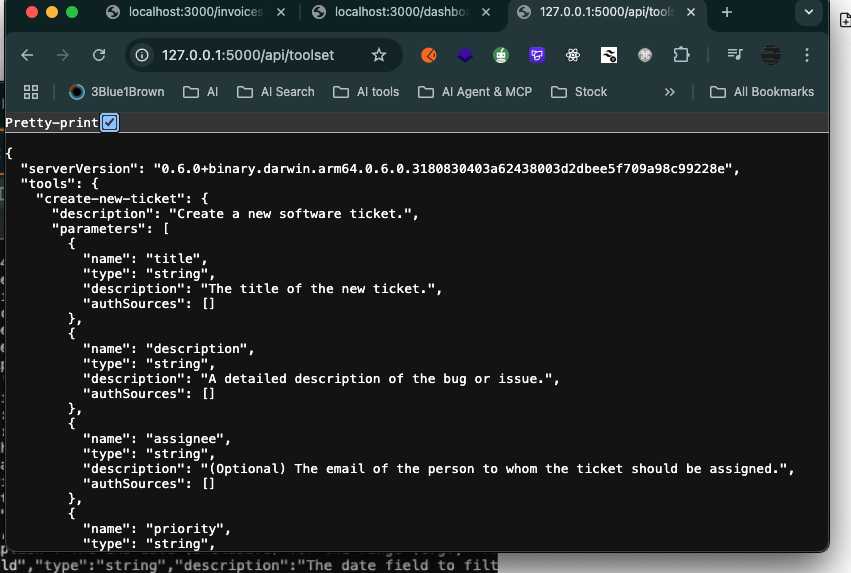 localhost:3000/invoices
localhost:3000/dashboa
127.0.0.1:5000/api/tools
127.0.0.1:5000/api/toolset
3Blue1Brown
AI
AI Search
AI tools
AI Agent & MCP
Stock
All Bookmarks
Pretty-print
{
"serverVersion": "0.6.0+binary.darwin.arm64.0.6.0.3180830403a62438003d2dbee5f709a98c99228e",
"tools": {
"create-new-ticket": {
"description": "Create a new software ticket.",
"parameters": [
{
"name": "title",
"type": "string",
"description": "The title of the new ticket.",
"authSources": []
},
{
"name": "description",
"type": "string",
"description": "A detailed description of the bug or issue.",
"authSources": []
},
{
"name": "assignee",
"type": "string",
"description": "(Optional) The email of the person to whom the ticket should be assigned.",
"authSources": []
},
{
"name": "priority",
"type": "string",
ld","type":"string","description":"The date field to filt